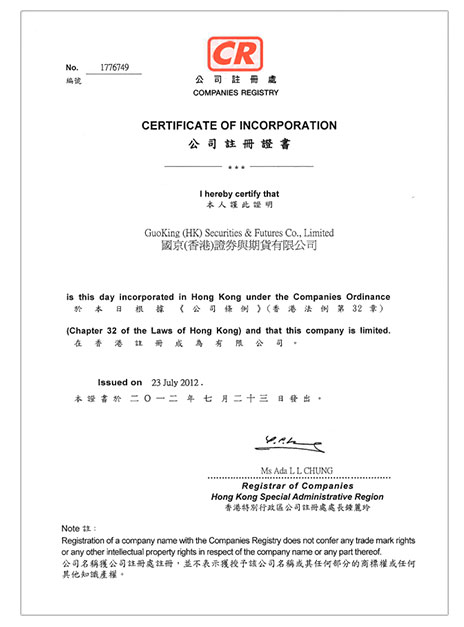 CR
No. 1776749
編號
公司註冊處
COMPANIES REGISTRY
CERTIFICATE OF INCORPORATION
公司註冊證書
***
I hereby certify that
本人謹此證明
GuoKing (HK) Securities & Futures Co., Limited
國京(香港)證券與期貨有限公司
is this day incorporated in Hong Kong under the Companies Ordinance
於本日根據《公司條例》(香港法例第32章)
(Chapter 32 of the Laws of Hong Kong) and that this company is limited.
在香港註冊成為有限公司。
Issued on 23 July 2012.
本證書於二〇一二年七月二十三日發出。
Ms Ada L L CHUNG
Registrar of Companies
Hong Kong Special Administrative Region
香港特別行政區公司註冊處處長鍾麗玲
Note 註:
Registration of a company name with the Companies Registry does not confer any trade mark rights
or any other intellectual property rights in respect of the company name or any part thereof.
公司名稱獲公司註冊處註冊,並不表示獲授予該公司名稱或其任何部分的商標權或任何
其他知識產權。